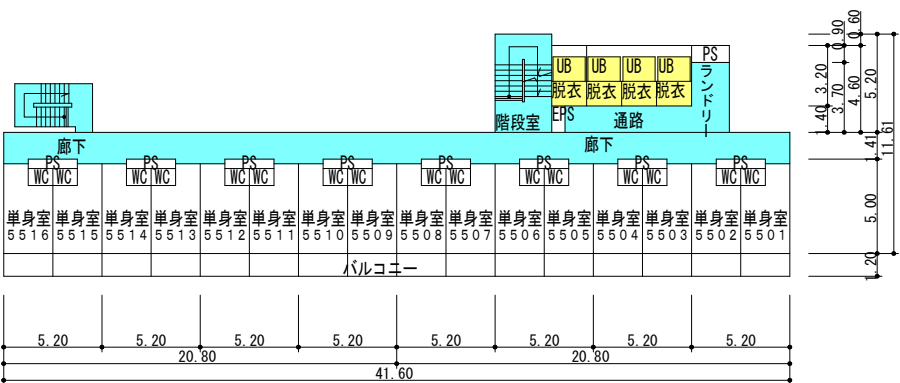 UB UB UB UB
脱衣 脱衣 脱衣 脱衣
PS
ランドリー
階段室
EPS
通路
廊下
廊下
PS PS PS PS PS PS PS PS
WC WC WC WC WC WC WC WC WC WC WC WC WC WC WC WC
単身室 単身室 単身室 単身室 単身室 単身室 単身室 単身室 単身室 単身室 単身室 単身室 単身室 単身室 単身室 単身室
5516 5515 5514 5513 5512 5511 5510 5509 5508 5507 5506 5505 5504 5503 5502 5501
バルコニー
5.20 5.20 5.20 5.20 5.20 5.20 5.20 5.20
20.80 20.80
41.60
0.90
0.60
3.20
3.70
4.60
5.20
1.40
1.41
11.61
5.00
1.20